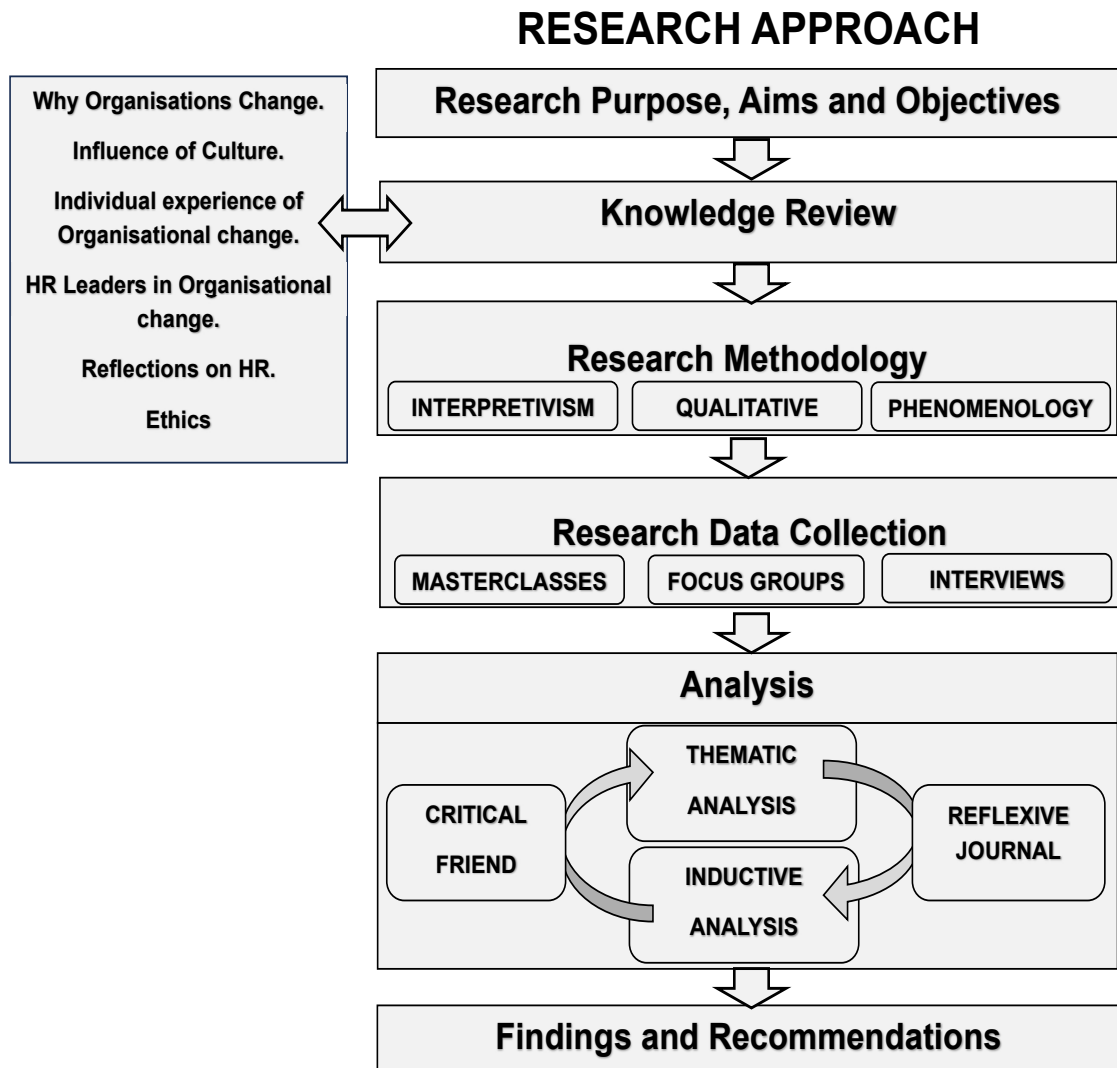 RESEARCH APPROACH
Research Purpose, Aims and Objectives
Why Organisations Change.
Influence of Culture.
Individual experience of
Organisational change.
HR Leaders in Organisational
change.
Reflections on HR.
Ethics
Knowledge Review
Research Methodology
INTERPRETIVISM
QUALITATIVE
PHENOMENOLOGY
Research Data Collection
MASTERCLASSES
FOCUS GROUPS
INTERVIEWS
Analysis
THEMATIC
ANALYSIS
CRITICAL
FRIEND
REFLEXIVE
JOURNAL
INDUCTIVE
ANALYSIS
Findings and Recommendations